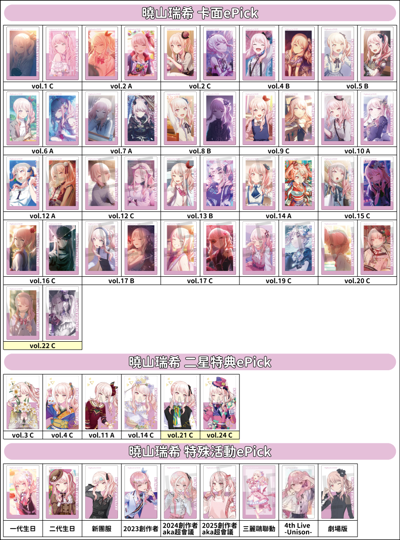 曉山瑞希 卡面ePick
vol.1 C
vol.2 A
vol.2 C
vol.4 B
vol.5 B
vol.6 A
vol.7 A
vol.8 B
vol.9 C
vol.10 A
vol.12 A
vol.12 C
vol.13 B
vol.14 A
vol.15 C
vol.16 C
vol.17 B
vol.17 C
vol.19 C
vol.20 C
vol.22 C
曉山瑞希 二星特典ePick
vol.3 C
vol.4 C
vol.11 A
vol.14 C
vol.21 C
vol.24 C
曉山瑞希 特殊活動ePick
一代生日
二代生日
新團服
2023創作者
2024創作者
aka超會議
2025創作者
aka超會議
三麗鷗聯動
4th Live
-Unison-
劇場版